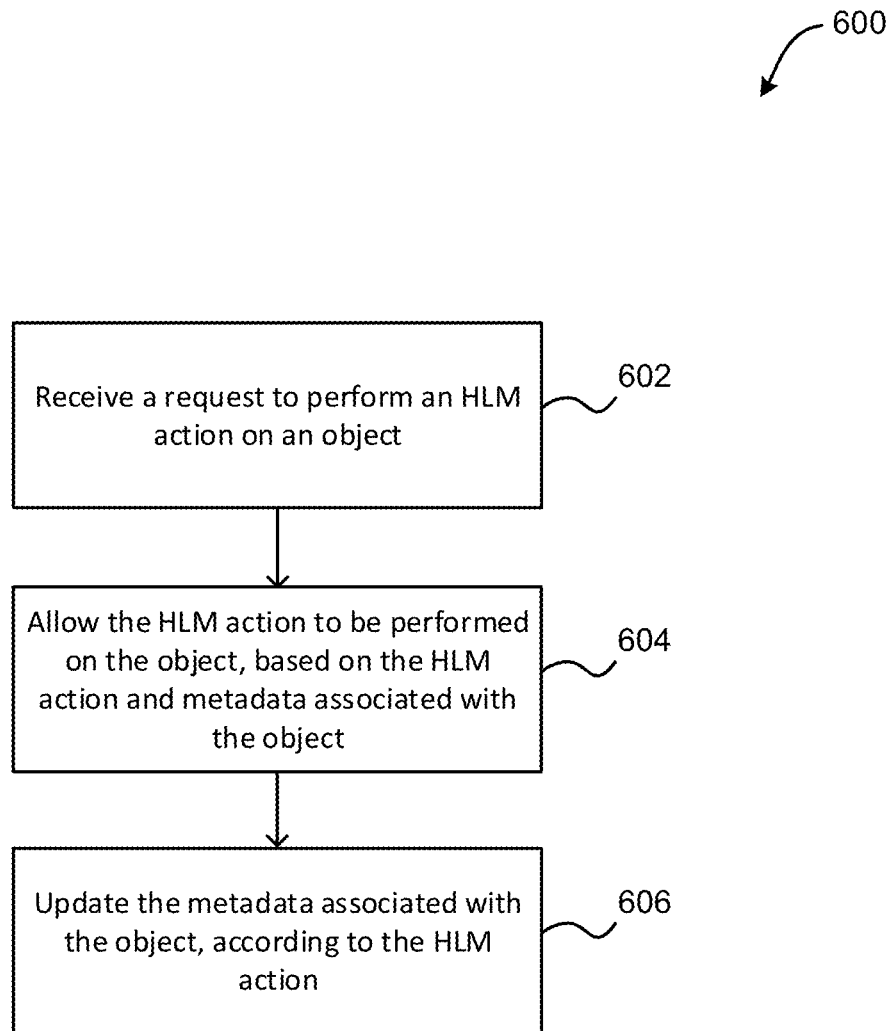 600
Receive a request to perform an HLM
action on an object
602
Allow the HLM action to be performed
on the object, based on the HLM
action and metadada associated with
the object
604
Update the metadata associated with
the object, according to the HLM
action
606